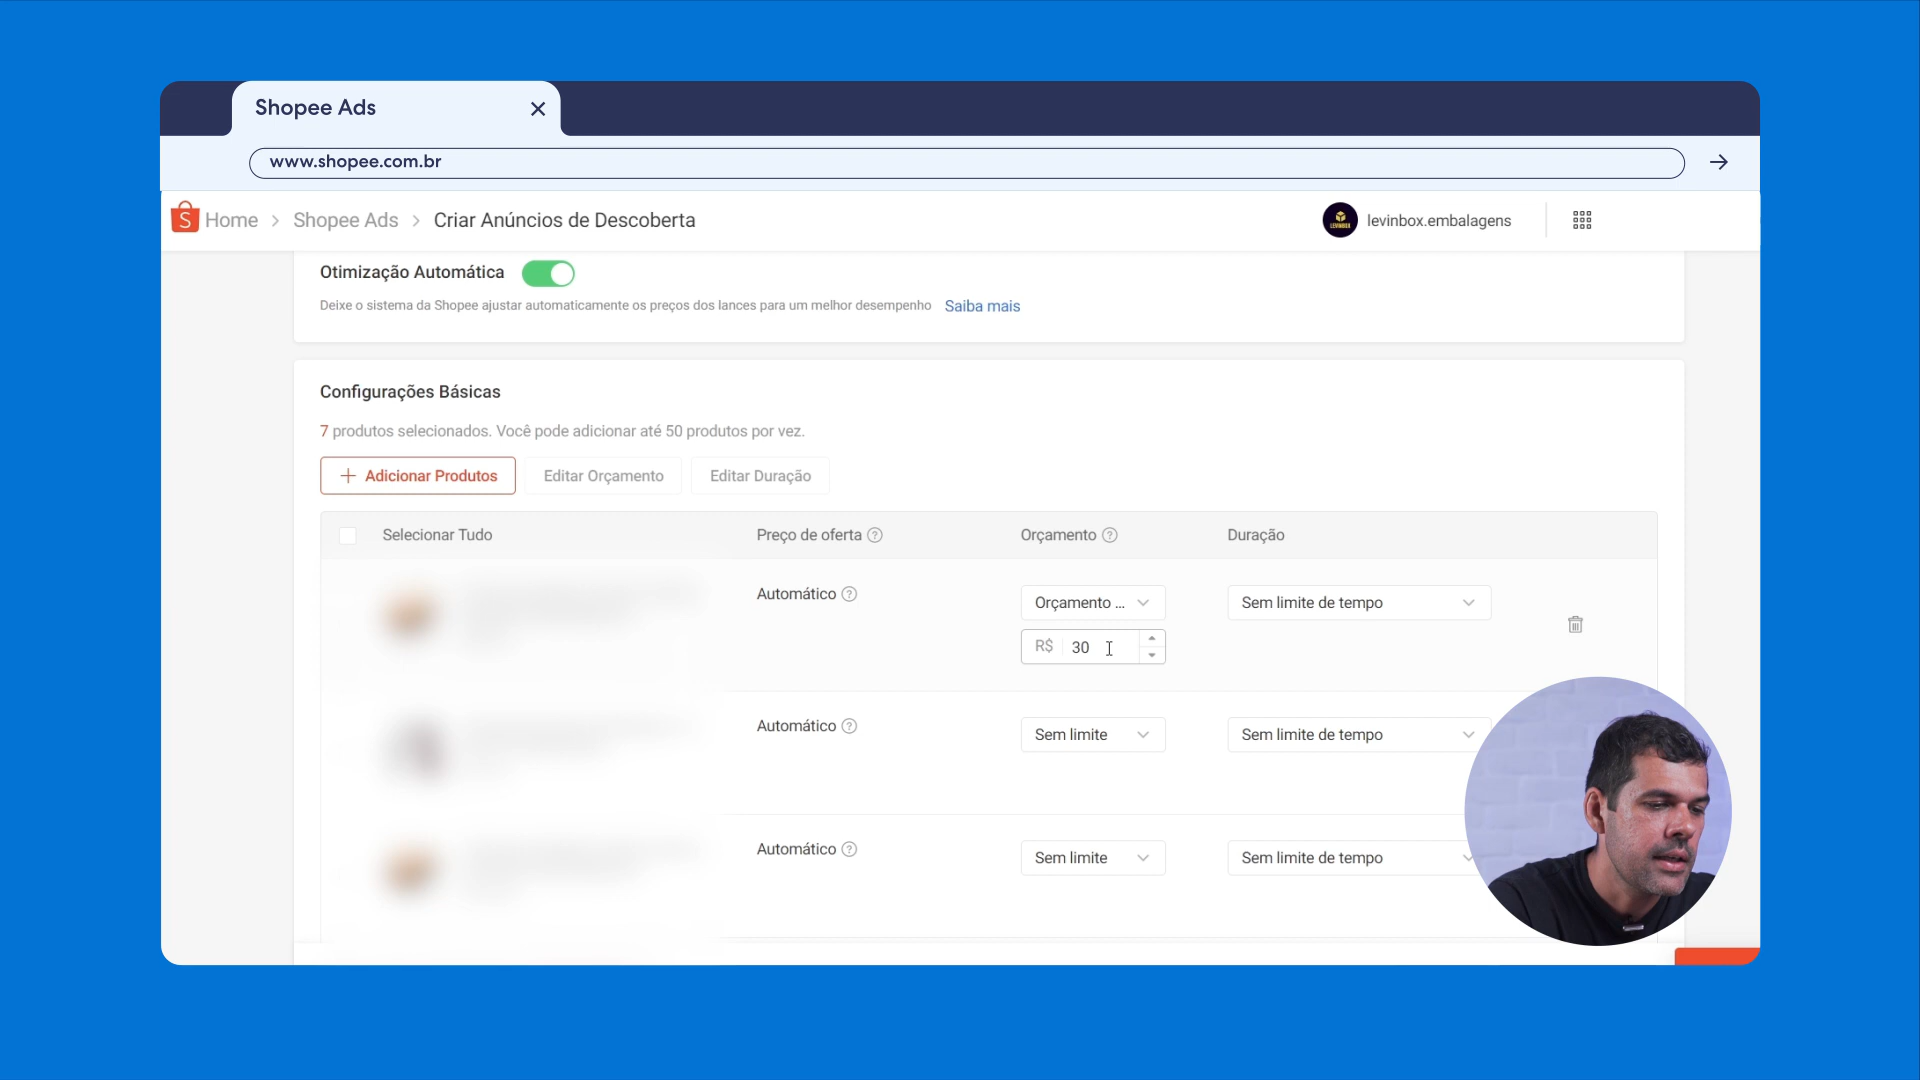 Shopee Ads
www.shopee.com.br
Home > Shopee Ads > Criar Anúncios de Descoberta
levinbox.embalagens
Otimização Automática
Deixe o sistema da Shopee ajustar automaticamente os preços dos lances para um melhor desempenho Saiba mais
Configurações Básicas
7 produtos selecionados. Você pode adicionar até 50 produtos por vez.
+ Adicionar Produtos Editar Orçamento Editar Duração
Selecionar Tudo Preço de oferta Orçamento Duração
Automático Orçamento ... Sem limite de tempo
R$ 30
Automático Sem limite Sem limite de tempo
Automático Sem limite Sem limite de tempo